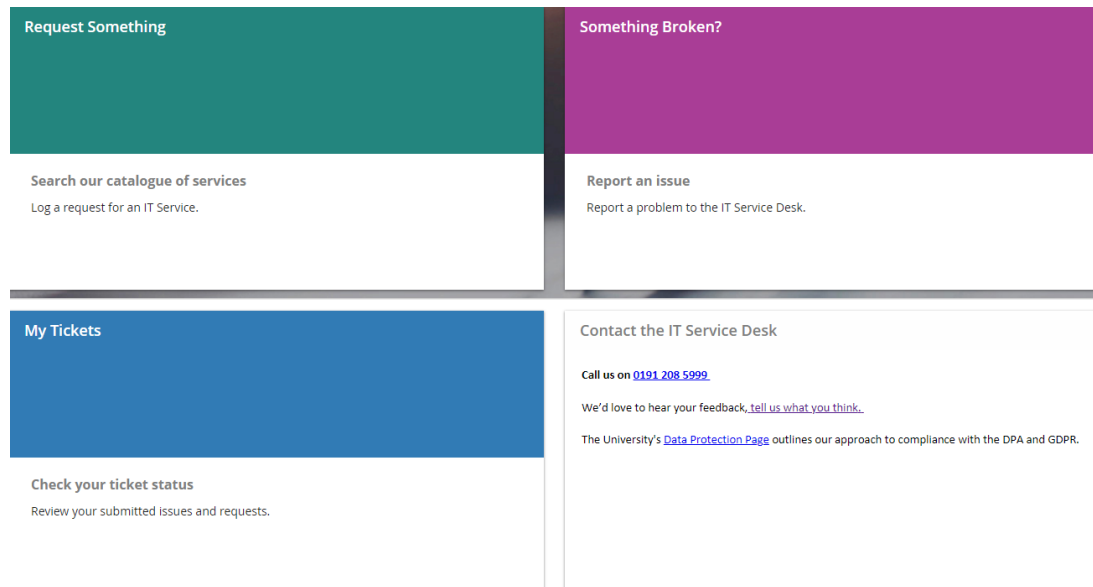 Request Something
Search our catalogue of services
Log a request for an IT Service.
Something Broken?
Report an issue
Report a problem to the IT Service Desk.
My Tickets
Check your ticket status
Review your submitted issues and requests.
Contact the IT Service Desk
Call us on 0191 208 5999
We'd love to hear your feedback, tell us what you think.
The University's Data Protection Page outlines our approach to compliance with the DPA and GDPR.